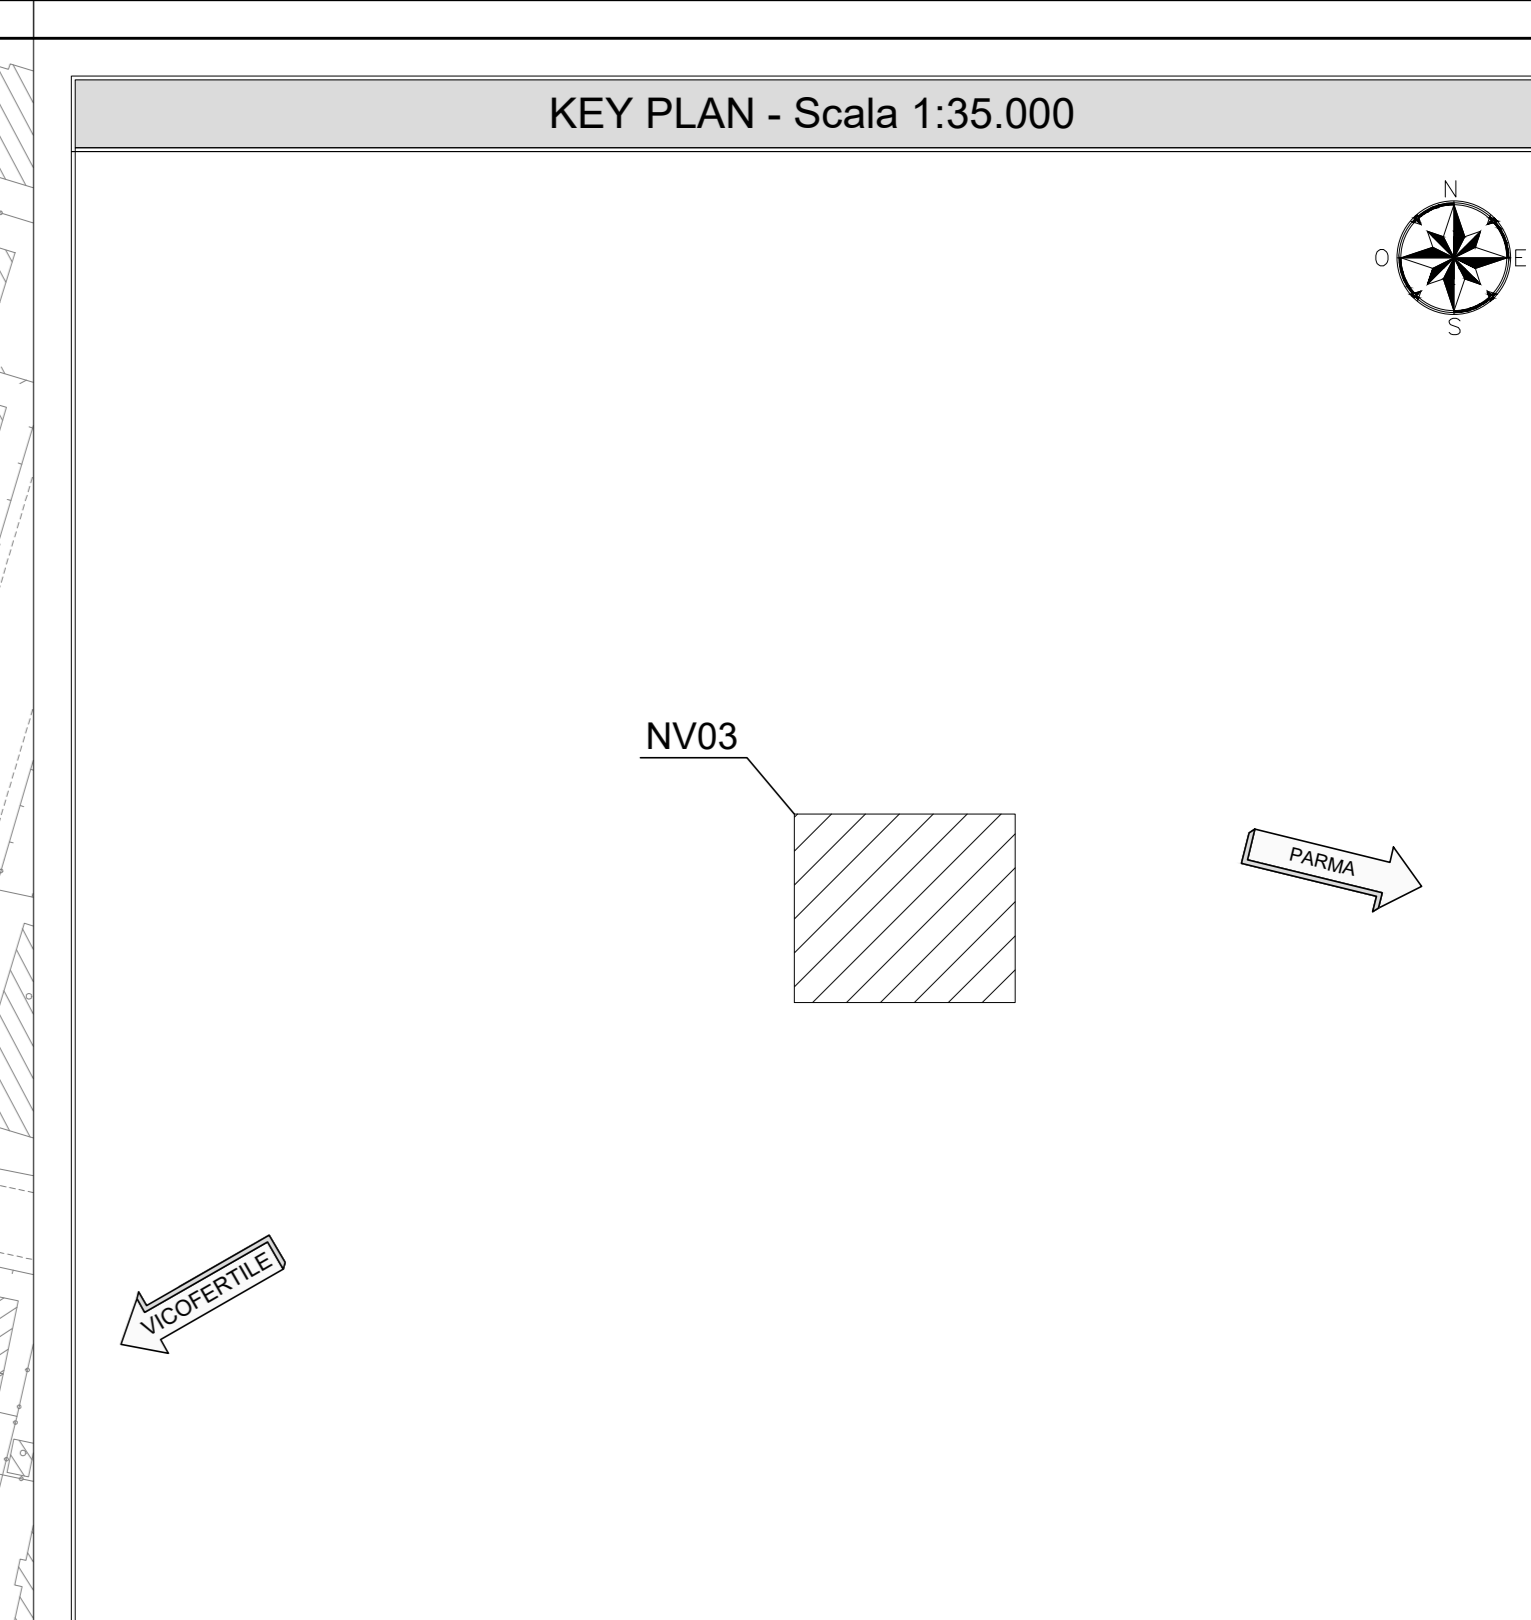 KEY PLAN - Scala 1:35.000
N
O
E
S
NV03
PARMA
VICOFERTILE